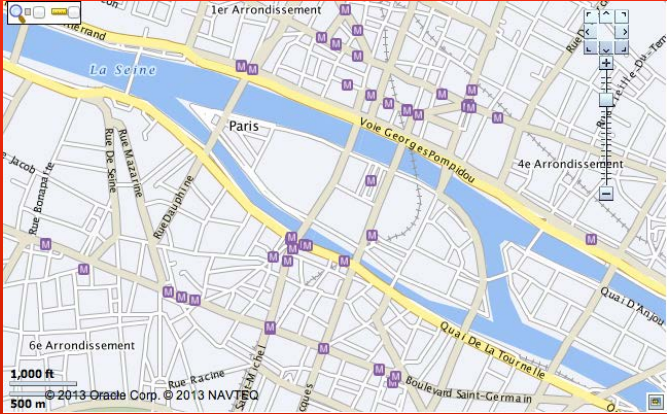 1er Arrondissement
La Seine
Paris
Voie Georges Pompidou
4e Arrondissement
Rue Mazarine
Rue De Seine
Rue Jacob
Rue Bonaparte
Rue Dauphine
Quai D'Anjou
Quai De La Tournelle
6e Arrondissement
Rue Racine
Boulevard Saint-Germain
1,000 ft
500 m
© 2013 Oracle Corp. © 2013 NAVTEQ